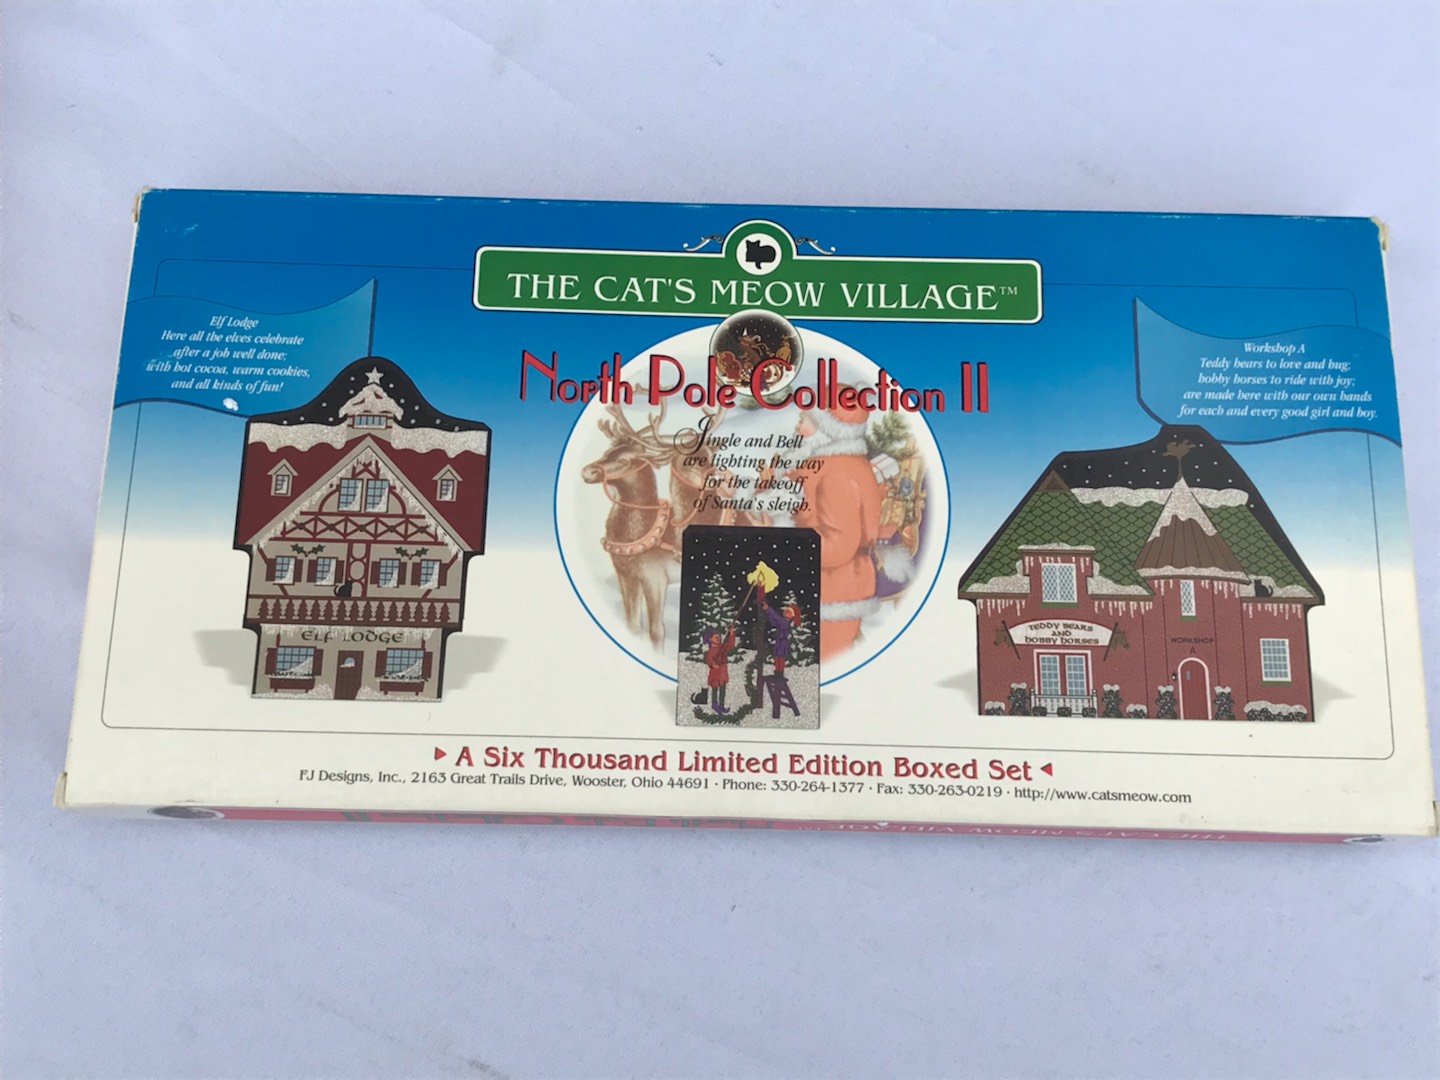 THE CAT'S MEOW VILLAGE™
North Pole Collection II
Elf Lodge
Here all the elves celebrate
after a job well done;
with hot cocoa, warm cookies,
and all kinds of fun!
Jingle and Bell
are lighting the way
for the takeoff
of Santa's sleigh.
Workshop A
Teddy bears to love and hug;
hobby horses to ride with joy;
are made here with our own hands
for each and every good girl and boy.
ELF LODGE
TEDDY BEARS
AND
HOBBY HORSES
WORKSHOP
A
A Six Thousand Limited Edition Boxed Set
FJ Designs, Inc., 2163 Great Trails Drive, Wooster, Ohio 44691 · Phone: 330-264-1377 · Fax: 330-263-0219 · http://www.catsmeow.com
THE CAT'S MEOW VILLAGE